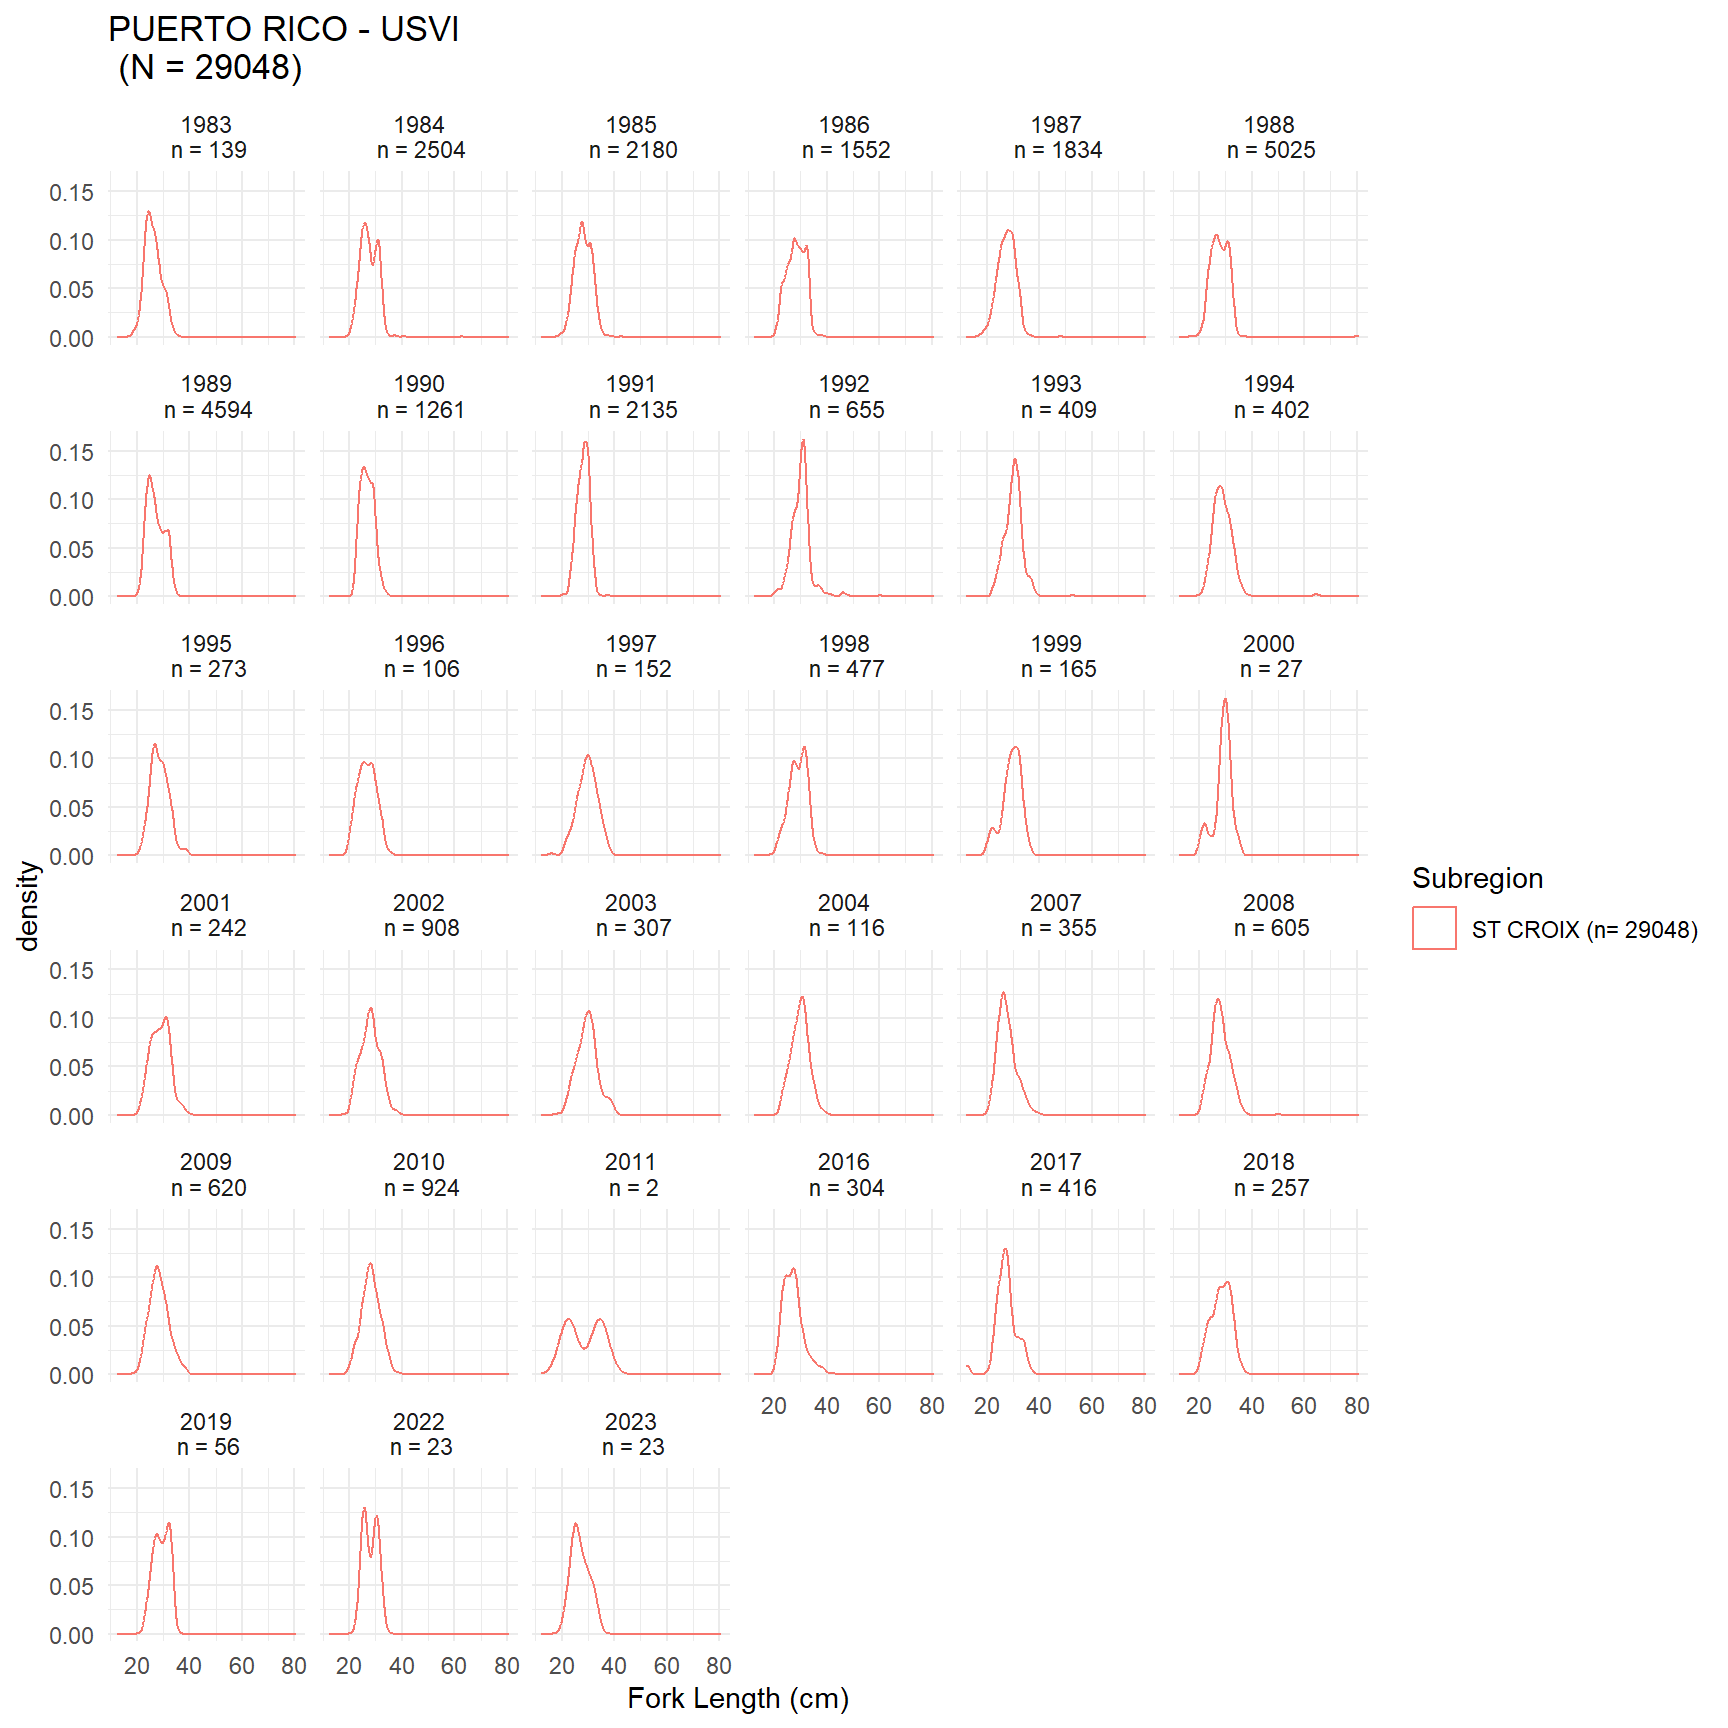 PUERTO RICO - USVI
(N = 29048)
1983 1984 1985 1986 1987 1988
n = 139 n = 2504 n = 2180 n = 1552 n = 1834 n = 5025
0.15
0.10
0.05
0.00
1989 1990 1991 1992 1993 1994
n = 4594 n = 1261 n = 2135 n = 655 n = 409 n = 402
0.15
0.10
0.05
0.00
1995 1996 1997 1998 1999 2000
n = 273 n = 106 n = 152 n = 477 n = 165 n = 27
0.15
0.10
0.05
0.00
density
Subregion
ST CROIX (n= 29048)
2001 2002 2003 2004 2007 2008
n = 242 n = 908 n = 307 n = 116 n = 355 n = 605
0.15
0.10
0.05
0.00
2009 2010 2011 2016 2017 2018
n = 620 n = 924 n = 2 n = 304 n = 416 n = 257
0.15
0.10
0.05
0.00
20 40 60 80 20 40 60 80 20 40 60 80
2019 2022 2023
n = 56 n = 23 n = 23
0.15
0.10
0.05
0.00
20 40 60 80 20 40 60 80 20 40 60 80
Fork Length (cm)